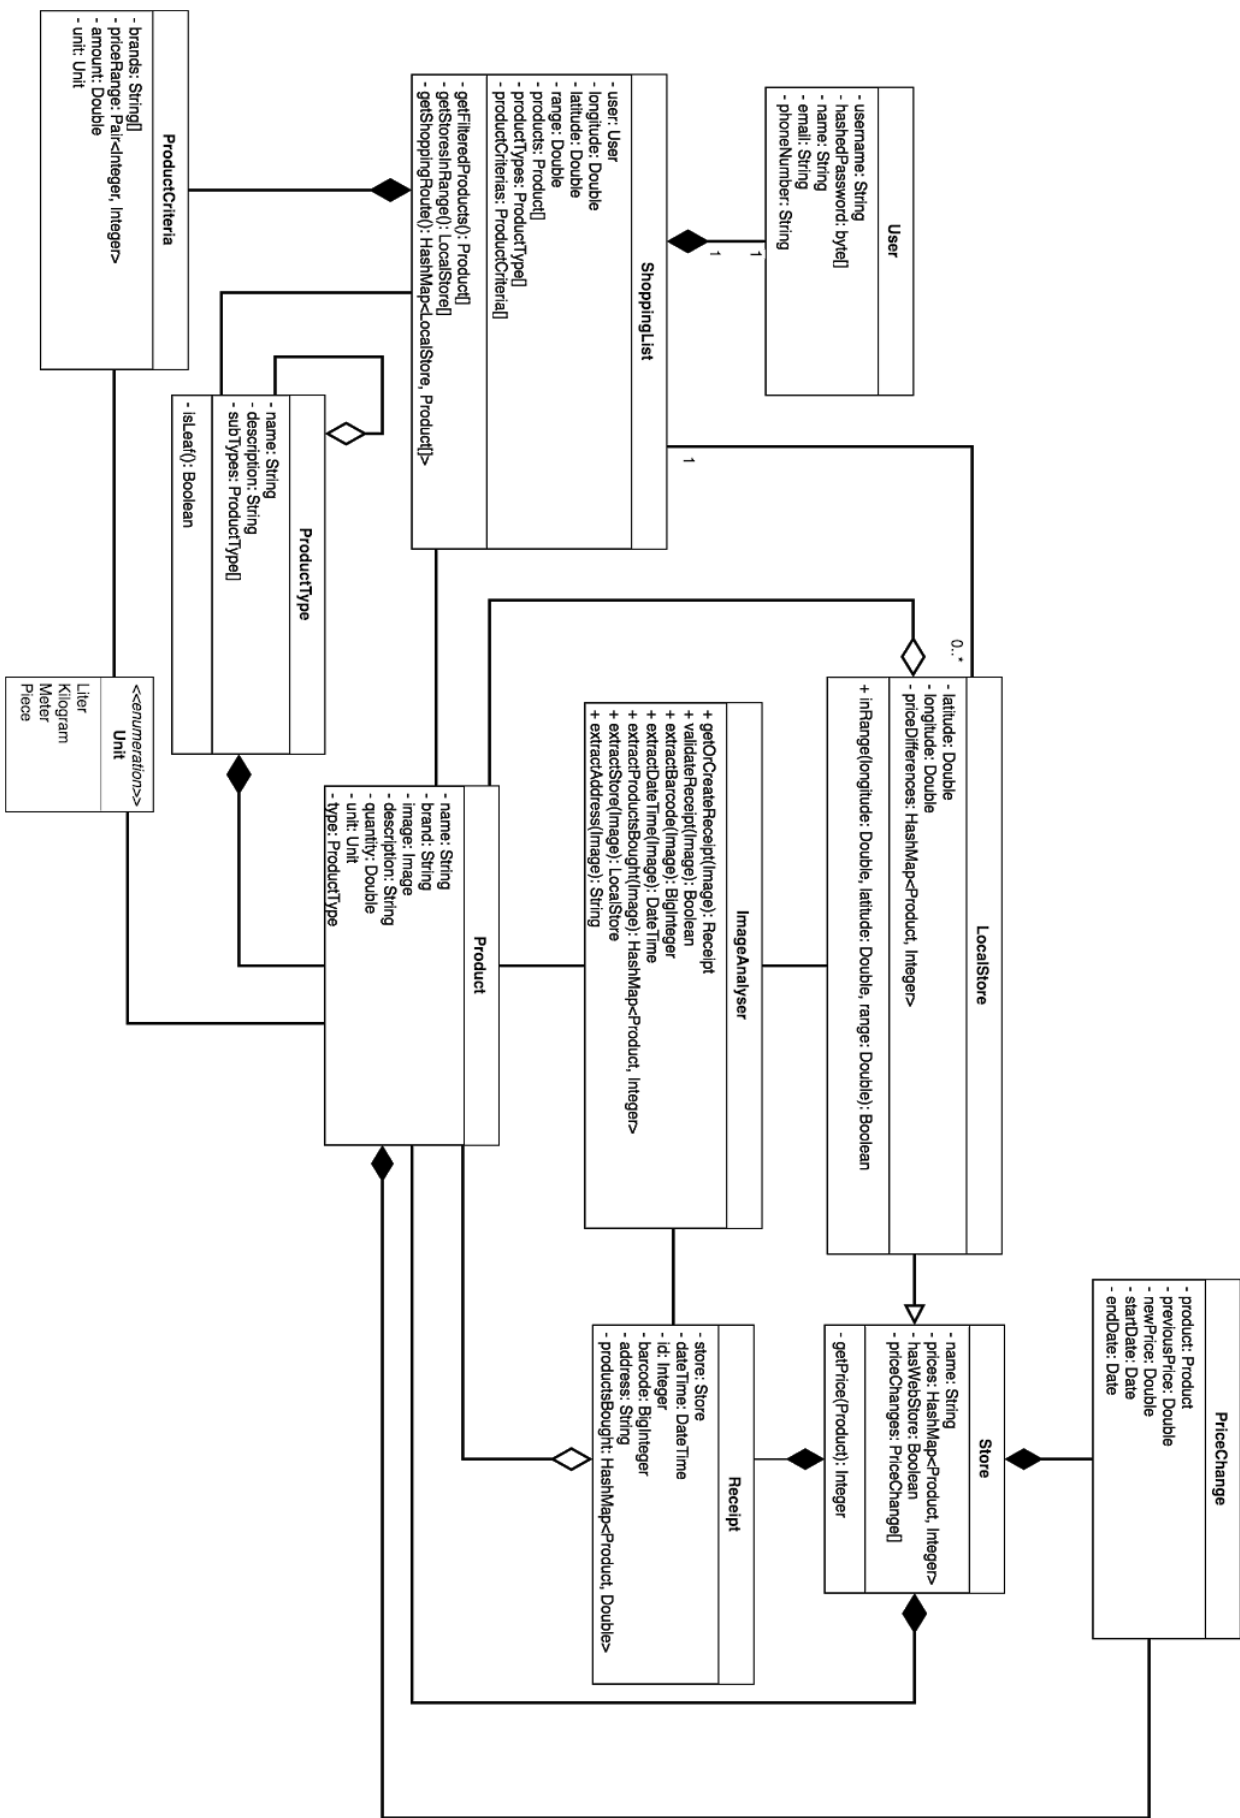 User
- username: String
- hashedPassword: byte[]
- name: String
- email: String
- phoneNumber: String
1
1
ShoppingList
- user: User
- longitude: Double
- latitude: Double
- range: Double
- products: Product[]
- productTypes: ProductType[]
- productCriterias: ProductCriteria[]
- getFilteredProducts(): Product[]
- getStoresInRange(): LocalStore[]
- getShoppingRoute(): HashMap<LocalStore, Product[]>
1
0..*
ProductCriteria
- brands: String[]
- priceRange: Pair<Integer, Integer>
- amount: Double
- unit: Unit
ProductType
- name: String
- description: String
- subTypes: ProductType[]
- isLeaf(): Boolean
<<enumeration>>
Unit
Liter
Kilogram
Meter
Piece
LocalStore
- latitude: Double
- longitude: Double
- priceDifferences: HashMap<Product, Integer>
+ inRange(longitude: Double, latitude: Double, range: Double): Boolean
ImageAnalyser
+ getOrCreateReceipt(Image): Receipt
+ validateReceipt(Image): Boolean
+ extractBarcode(Image): BigInteger
+ extractDateTime(Image): DateTime
+ extractProductsBought(Image): HashMap<Product, Integer>
+ extractStore(Image): LocalStore
+ extractAddress(Image): String
Product
- name: String
- brand: String
- image: Image
- description: String
- quantity: Double
- unit: Unit
- type: ProductType
PriceChange
- product: Product
- previousPrice: Double
- newPrice: Double
- startDate: Date
- endDate: Date
Store
- name: String
- prices: HashMap<Product, Integer>
- hasWebStore: Boolean
- priceChanges: PriceChange[]
- getPrice(Product): Integer
Receipt
- store: Store
- dateTime: DateTime
- id: Integer
- barcode: BigInteger
- address: String
- productsBought: HashMap<Product, Double>